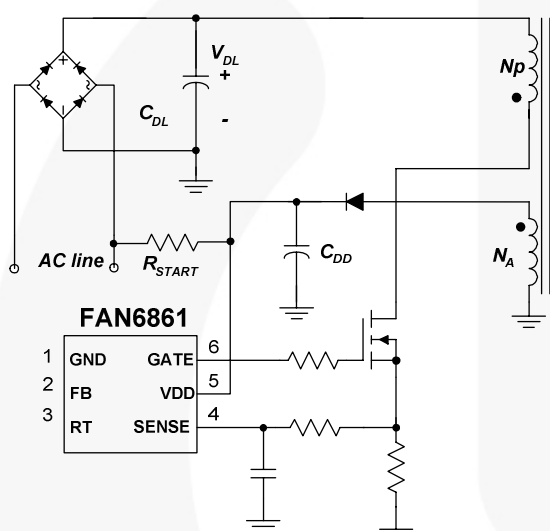 V_DL
+
Np
C_DL
-
AC line
R_START
C_DD
N_A
FAN6861
1 GND GATE 6
2 FB VDD 5
3 RT SENSE 4